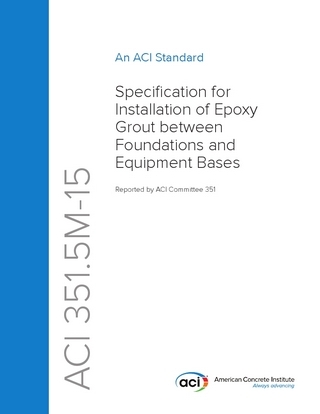 An ACI Standard
Specification for
Installation of Epoxy
Grout between
Foundations and
Equipment Bases
Reported by ACI Committee 351
ACI 351.5M-15
aci
American Concrete Institute
Always advancing